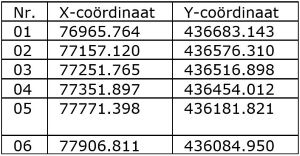 Nr. X-coördinaat Y-coördinaat
01 76965.764 436683.143
02 77157.120 436576.310
03 77251.765 436516.898
04 77351.897 436454.012
05 77771.398 436181.821
06 77906.811 436084.950